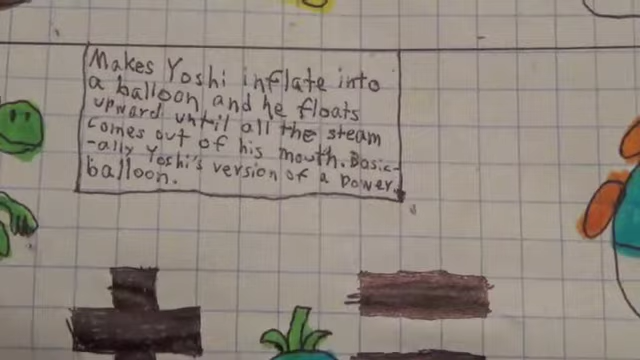 Makes Yoshi inflate into
a balloon and he floats
upward until all the steam
comes out of his mouth. Basic-
-ally Yoshi's version of a power
balloon.